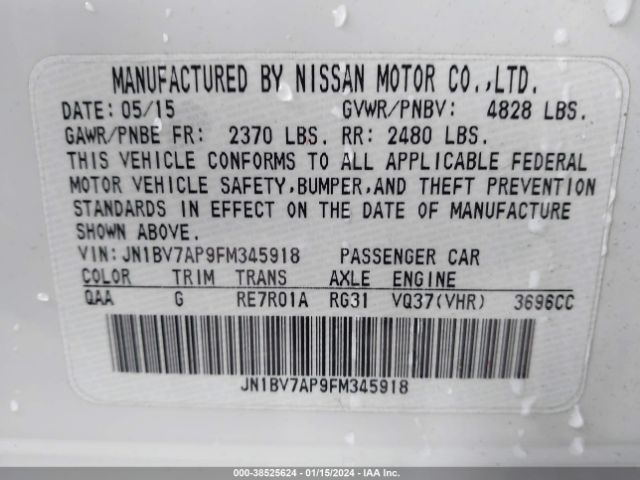 MANUFACTURED BY NISSAN MOTOR CO.,LTD.
DATE: 05/15 GVWR/PNBV: 4828 LBS.
GAWR/PNBE FR: 2370 LBS. RR: 2480 LBS.
THIS VEHICLE CONFORMS TO ALL APPLICABLE FEDERAL
MOTOR VEHICLE SAFETY,BUMPER,AND THEFT PREVENTION
STANDARDS IN EFFECT ON THE DATE OF MANUFACTURE
SHOWN ABOVE.
VIN:JN1BV7AP9FM345918 PASSENGER CAR
COLOR TRIM TRANS AXLE ENGINE
QAA G RE7R01A RG31 VQ37(VHR) 3696CC
JN1BV7AP9FM345918
000-38525624 - 01/15/2024 - IAA Inc.